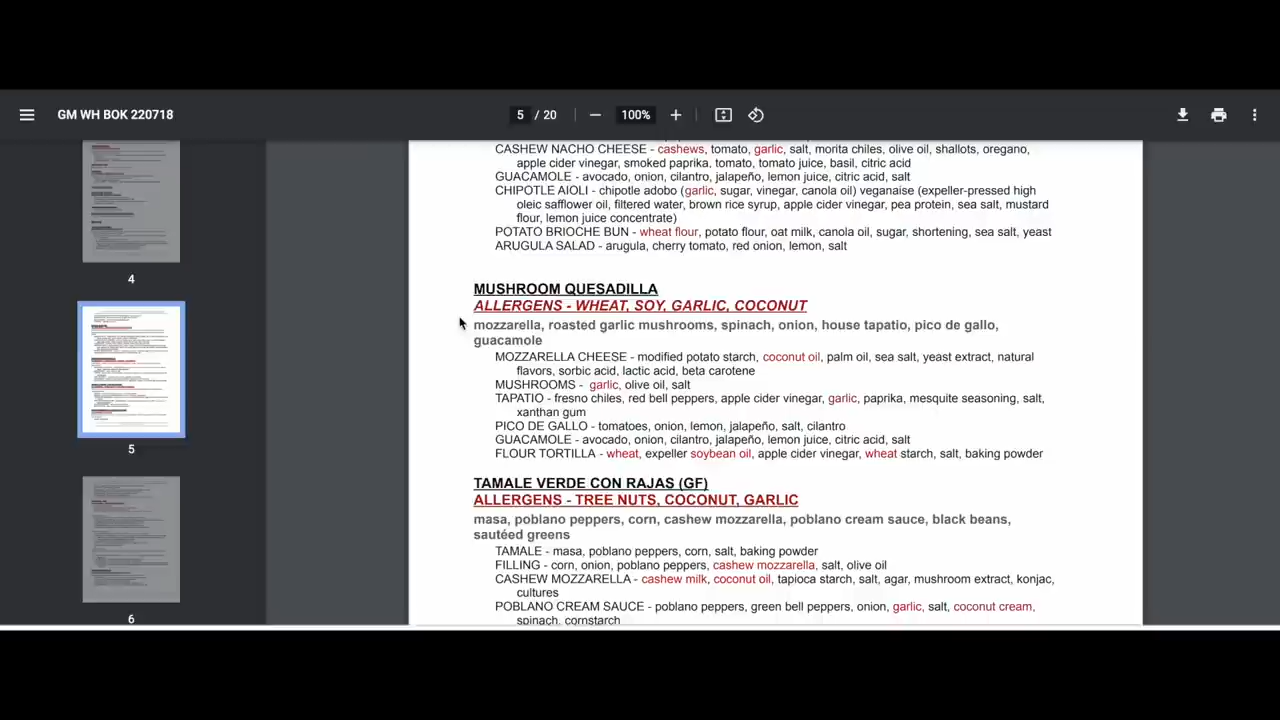 GM WH BOK 220718
5 / 20
100%
4
5
6
CASHEW NACHO CHEESE - cashews, tomato, garlic, salt, morita chiles, olive oil, shallots, oregano,
apple cider vinegar, smoked paprika, tomato, tomato juice, basil, citric acid
GUACAMOLE - avocado, onion, cilantro, jalapeño, lemon juice, citric acid, salt
CHIPOTLE AIOLI - chipotle adobo (garlic, sugar, vinegar, canola oil) veganaise (expeller-pressed high
oleic safflower oil, filtered water, brown rice syrup, apple cider vinegar, pea protein, sea salt, mustard
flour, lemon juice concentrate)
POTATO BRIOCHE BUN - wheat flour, potato flour, oat milk, canola oil, sugar, shortening, sea salt, yeast
ARUGULA SALAD - arugula, cherry tomato, red onion, lemon, salt
MUSHROOM QUESADILLA
ALLERGENS - WHEAT, SOY, GARLIC, COCONUT
mozzarella, roasted garlic mushrooms, spinach, onion, house tapatio, pico de gallo,
guacamole
MOZZARELLA CHEESE - modified potato starch, coconut oil, palm oil, sea salt, yeast extract, natural
flavors, sorbic acid, lactic acid, beta carotene
MUSHROOMS - garlic, olive oil, salt
TAPATIO - fresno chiles, red bell peppers, apple cider vinegar, garlic, paprika, mesquite seasoning, salt,
xanthan gum
PICO DE GALLO - tomatoes, onion, lemon, jalapeño, salt, cilantro
GUACAMOLE - avocado, onion, cilantro, jalapeño, lemon juice, citric acid, salt
FLOUR TORTILLA - wheat, expeller soybean oil, apple cider vinegar, wheat starch, salt, baking powder
TAMALE VERDE CON RAJAS (GF)
ALLERGENS - TREE NUTS, COCONUT, GARLIC
masa, poblano peppers, corn, cashew mozzarella, poblano cream sauce, black beans,
sautéed greens
TAMALE - masa, poblano peppers, corn, salt, baking powder
FILLING - corn, onion, poblano peppers, cashew mozzarella, salt, olive oil
CASHEW MOZZARELLA - cashew milk, coconut oil, tapioca starch, salt, agar, mushroom extract, konjac,
cultures
POBLANO CREAM SAUCE - poblano peppers, green bell peppers, onion, garlic, salt, coconut cream,
spinach, cornstarch